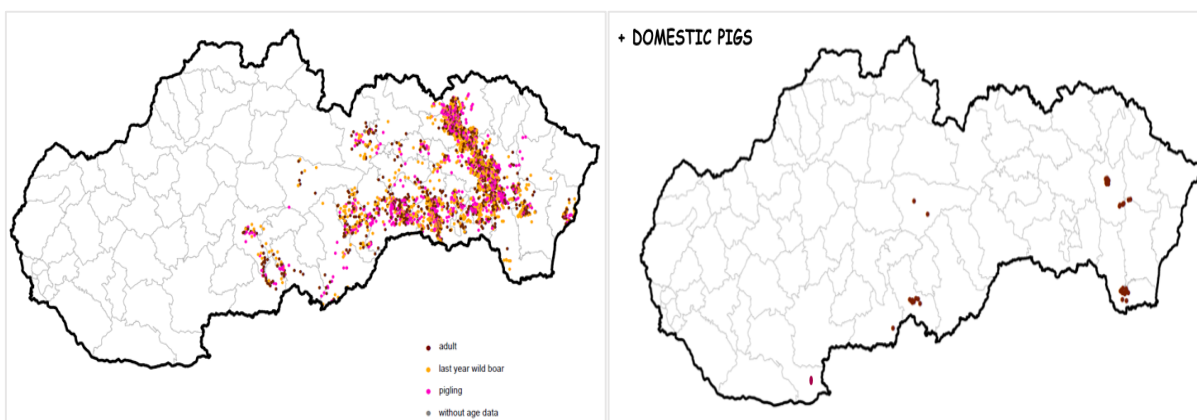 + DOMESTIC PIGS
adult
last year wild boar
pigling
without age data